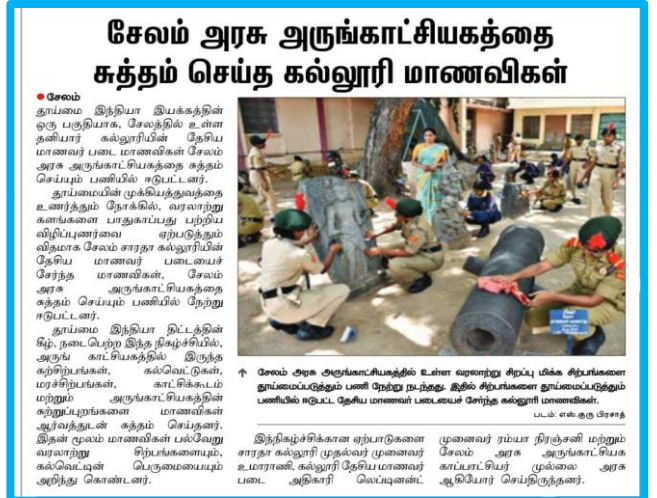 சேலம் அரசு அருங்காட்சியகத்தை
சுத்தம் செய்த கல்லூரி மாணவிகள்
சேலம்
தூய்மை இந்தியா இயக்கத்தின்
ஒரு பகுதியாக, சேலத்தில் உள்ள
தனியார் கல்லூரியின் தேசிய
மாணவர் படை மாணவிகள் சேலம்
அரசு அருங்காட்சியகத்தை சுத்தம்
செய்யும் பணியில் ஈடுபட்டனர்.
தூய்மையின் முக்கியத்துவத்தை
உணர்த்தும் நோக்கில், வரலாற்று
களங்களை பாதுகாப்பது பற்றிய
விழிப்புணர்வை ஏற்படுத்தும்
விதமாக சேலம் சாரதா கல்லூரியின்
தேசிய மாணவர் படையைச்
சேர்ந்த மாணவிகள், சேலம்
அரசு அருங்காட்சியகத்தை
சுத்தம் செய்யும் பணியில் நேற்று
ஈடுபட்டனர்.
தூய்மை இந்தியா திட்டத்தின்
கீழ், நடைபெற்ற இந்த நிகழ்ச்சியில்,
அருங் காட்சியகத்தில் இருந்த
கற்சிற்பங்கள், கல்வெட்டுகள்,
மரச்சிற்பங்கள், காட்சிக்கூடம்
மற்றும் அருங்காட்சியகத்தின்
சுற்றுப்புறங்களை மாணவிகள்
ஆர்வத்துடன் சுத்தம் செய்தனர்.
இதன் மூலம் மாணவிகள் பல்வேறு
வரலாற்று சிற்பங்களையும்,
கல்வெட்டின் பெருமையையும்
அறிந்து கொண்டனர்.
சேலம் அரசு அருங்காட்சியகத்தில் உள்ள வரலாற்று சிறப்பு மிக்க சிற்பங்களை
தூய்மைப்படுத்தும் பணி நேற்று நடந்தது. இதில் சிற்பங்களை தூய்மைப்படுத்தும்
பணியில் ஈடுபட்ட தேசிய மாணவர் படையைச் சேர்ந்த கல்லூரி மாணவிகள்.
படம்: எஸ்.குரு பிரசாத்
இந்நிகழ்ச்சிக்கான ஏற்பாடுகளை
சாரதா கல்லூரி முதல்வர் முனைவர்
உமாராணி, கல்லூரி தேசிய மாணவர்
படை அதிகாரி லெப்டினன்ட்
முனைவர் ரம்யா நிரஞ்சனி மற்றும்
சேலம் அரசு அருங்காட்சியக
காப்பாட்சியர் முல்லை அரசு
ஆகியோர் செய்திருந்தனர்.